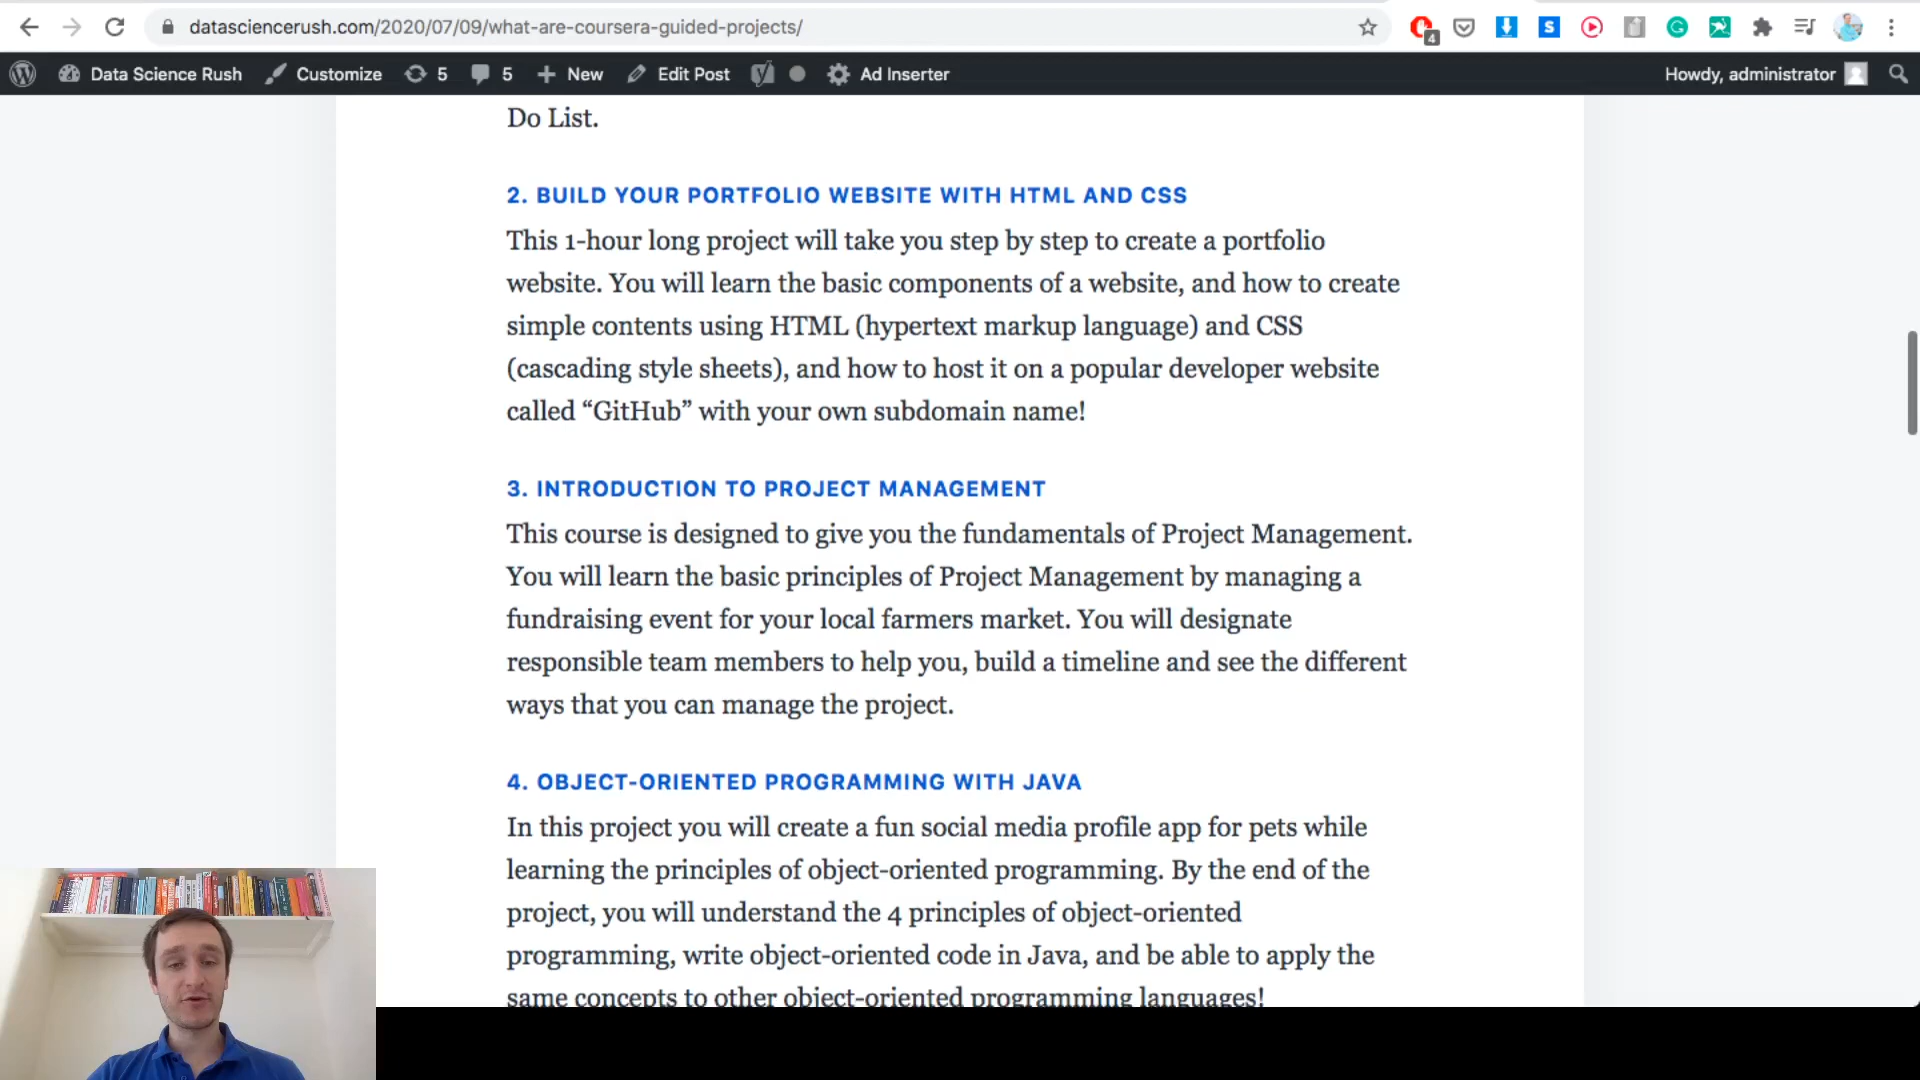 datasciencerush.com/2020/07/09/what-are-coursera-guided-projects/
4
S
G
Data Science Rush Customize 5 5 New Edit Post Ad Inserter Howdy, administrator
Do List.
2. BUILD YOUR PORTFOLIO WEBSITE WITH HTML AND CSS
This 1-hour long project will take you step by step to create a portfolio
website. You will learn the basic components of a website, and how to create
simple contents using HTML (hypertext markup language) and CSS
(cascading style sheets), and how to host it on a popular developer website
called “GitHub” with your own subdomain name!
3. INTRODUCTION TO PROJECT MANAGEMENT
This course is designed to give you the fundamentals of Project Management.
You will learn the basic principles of Project Management by managing a
fundraising event for your local farmers market. You will designate
responsible team members to help you, build a timeline and see the different
ways that you can manage the project.
4. OBJECT-ORIENTED PROGRAMMING WITH JAVA
In this project you will create a fun social media profile app for pets while
learning the principles of object-oriented programming. By the end of the
project, you will understand the 4 principles of object-oriented
programming, write object-oriented code in Java, and be able to apply the
same concepts to other object-oriented programming languages!